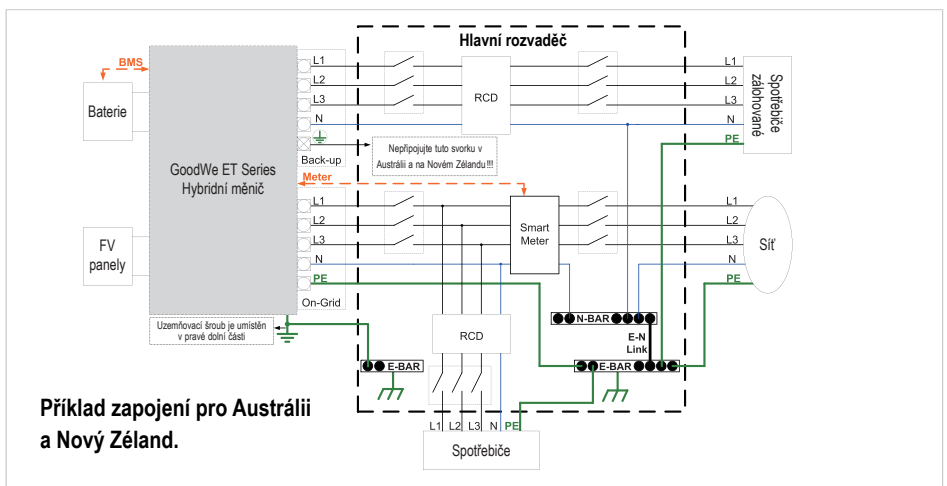 Hlavní rozvaděč
BMS
Baterie
GoodWe ET Series
Hybridní měnič
FV
panely
L1
L2
L3
N
Back-up
RCD
Nepřipojujte tuto svorku v
Austrálii a na Novém Zélandu!!!
L1
L2
L3
N
PE
Spotřebiče
zálohované
Meter
L1
L2
L3
N
PE
On-Grid
Smart
Meter
L1
L2
L3
N
PE
Síť
Uzemňovací šroub je umístěn
v pravé dolní části
RCD
N-BAR
E-N
Link
E-BAR
E-BAR
L1 L2 L3 N PE
Spotřebiče
Příklad zapojení pro Austrálii
a Nový Zéland.